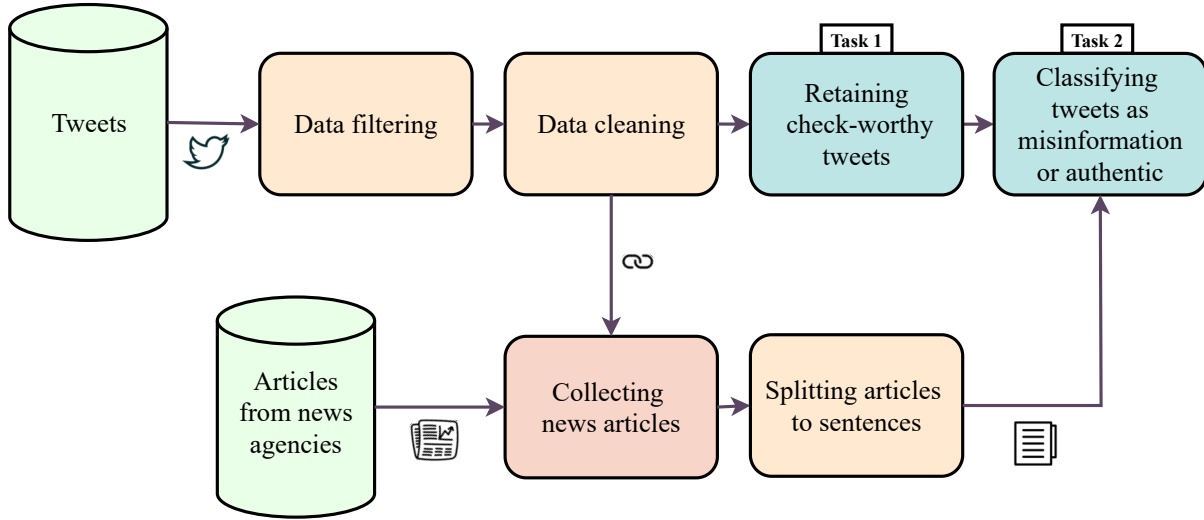 Tweets
Data filtering
Data cleaning
Task 1
Retaining
check-worthy
tweets
Task 2
Classifying
tweets as
misinformation
or authentic
Articles
from news
agencies
Collecting
news articles
Splitting articles
to sentences